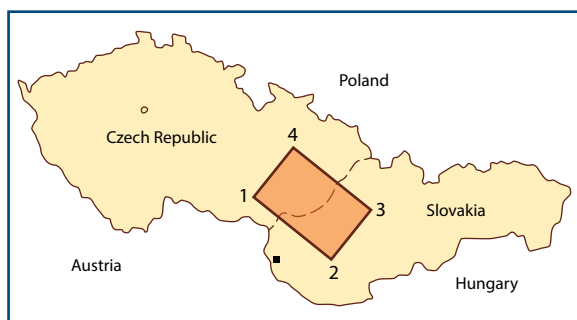 Poland
Czech Republic
4
1
3
Slovakia
2
Austria
Hungary